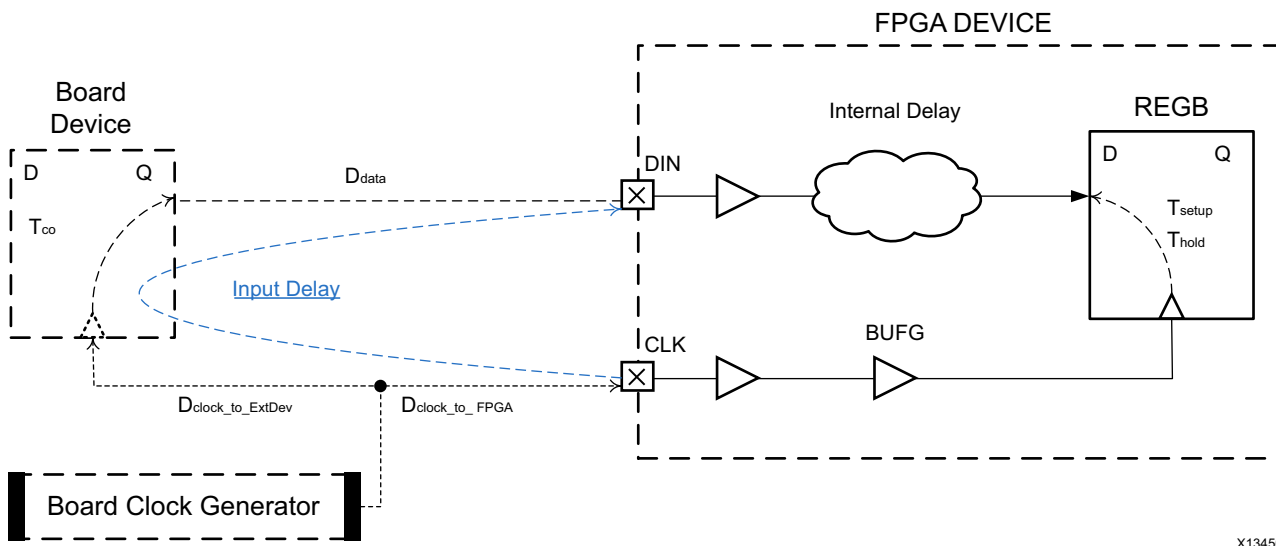 FPGA DEVICE
Board
Device
Internal Delay
REGB
D Q
Tco
Ddata
DIN
D Q
Tsetup
Thold
Input Delay
CLK
BUFG
Dclock_to_ExtDev
Dclock_to_ FPGA
Board Clock Generator
X1345